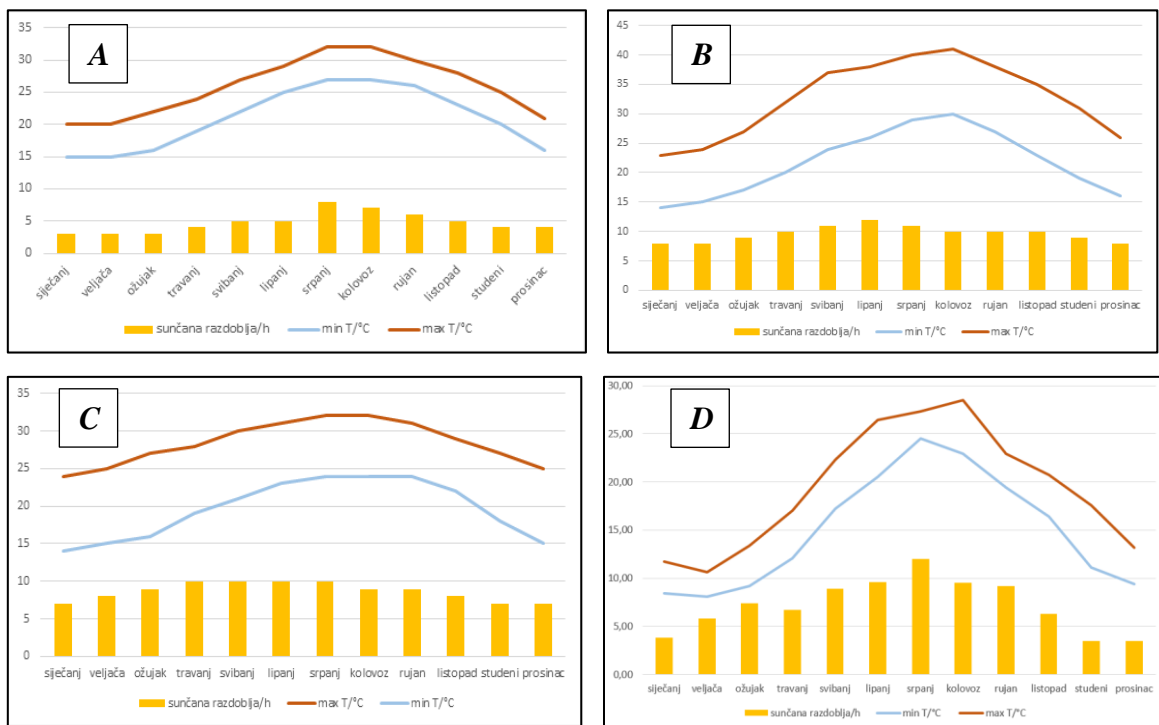 A
35
30
25
20
15
10
5
0
siječanj veljača ožujak travanj svibanj lipanj srpanj kolovoz rujan listopad studeni prosinac
sunčana razdoblja/h min T/°C max T/°C
B
45
40
35
30
25
20
15
10
5
0
siječanj veljača ožujak travanj svibanj lipanj srpanj kolovoz rujan listopad studeni prosinac
sunčana razdoblja/h min T/°C max T/°C
C
35
30
25
20
15
10
5
0
siječanj veljača ožujak travanj svibanj lipanj srpanj kolovoz rujan listopad studeni prosinac
sunčana razdoblja/h max T/°C min T/°C
D
30,00
25,00
20,00
15,00
10,00
5,00
0,00
siječanj veljača ožujak travanj svibanj lipanj srpanj kolovoz rujan listopad studeni prosinac
sunčana razdoblja/h min T/°C max T/°C